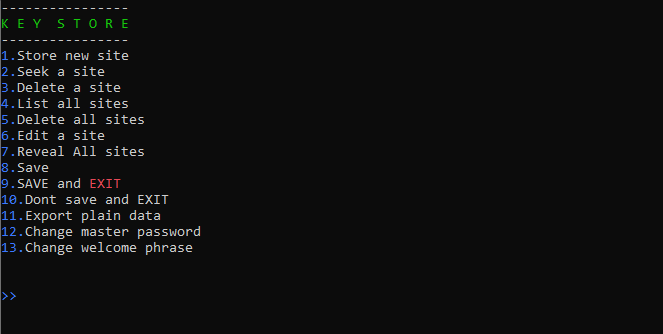 ----------------
K E Y  S T O R E
----------------
1.Store new site
2.Seek a site
3.Delete a site
4.List all sites
5.Delete all sites
6.Edit a site
7.Reveal All sites
8.Save
9.SAVE and EXIT
10.Dont save and EXIT
11.Export plain data
12.Change master password
13.Change welcome phrase
>>